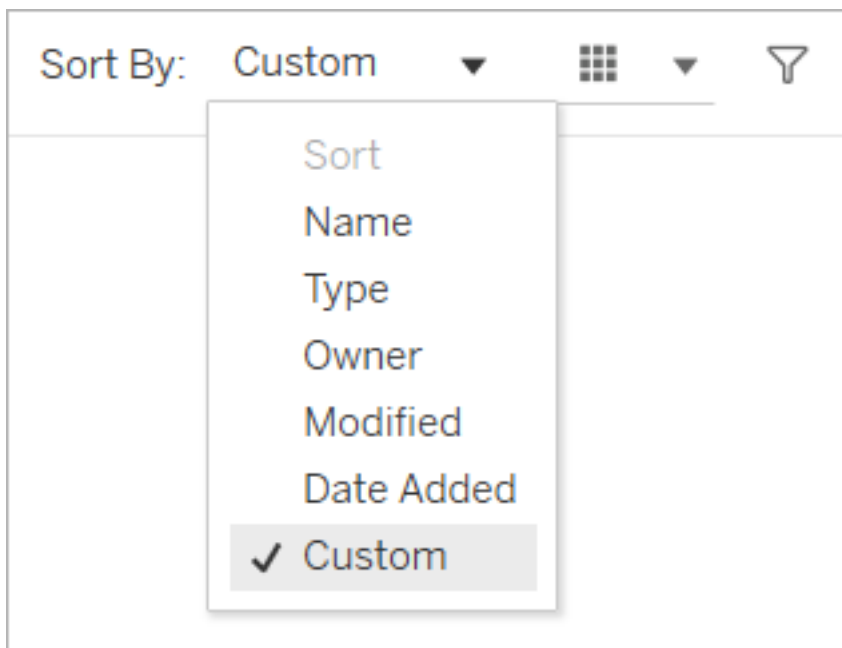 Sort By: Custom
Sort
Name
Type
Owner
Modified
Date Added
Custom